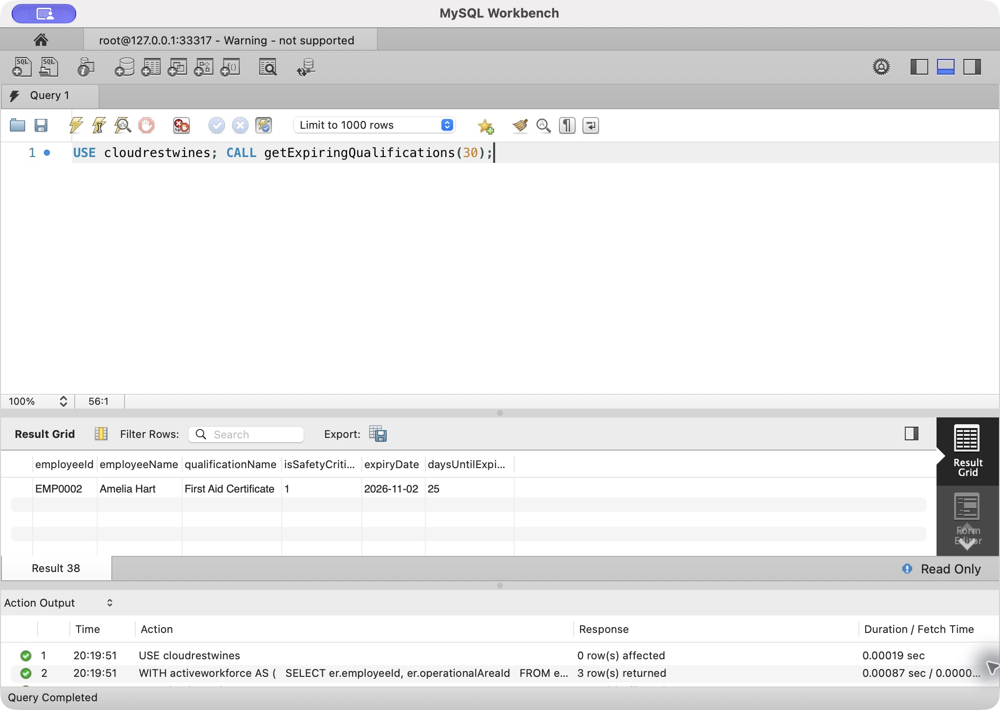 MySQL Workbench
root@127.0.0.1:33317 - Warning - not supported
SQL SQL
Query 1
Limit to 1000 rows
1 USE cloudrestwines; CALL getExpiringQualifications(30);
100% 56:1
Result Grid Filter Rows: Search Export:
Result Grid
employeeId employeeName qualificationName isSafetyCriti... expiryDate daysUntilExpi...
EMP0002 Amelia Hart First Aid Certificate 1 2026-11-02 25
Form Editor
Result 38 Read Only
Action Output
Time Action Response Duration / Fetch Time
1 20:19:51 USE cloudrestwines 0 row(s) affected 0.00019 sec
2 20:19:51 WITH activeworkforce AS ( SELECT er.employeeId, er.operationalAreaId FROM e... 3 row(s) returned 0.00087 sec / 0.0000...
Query Completed